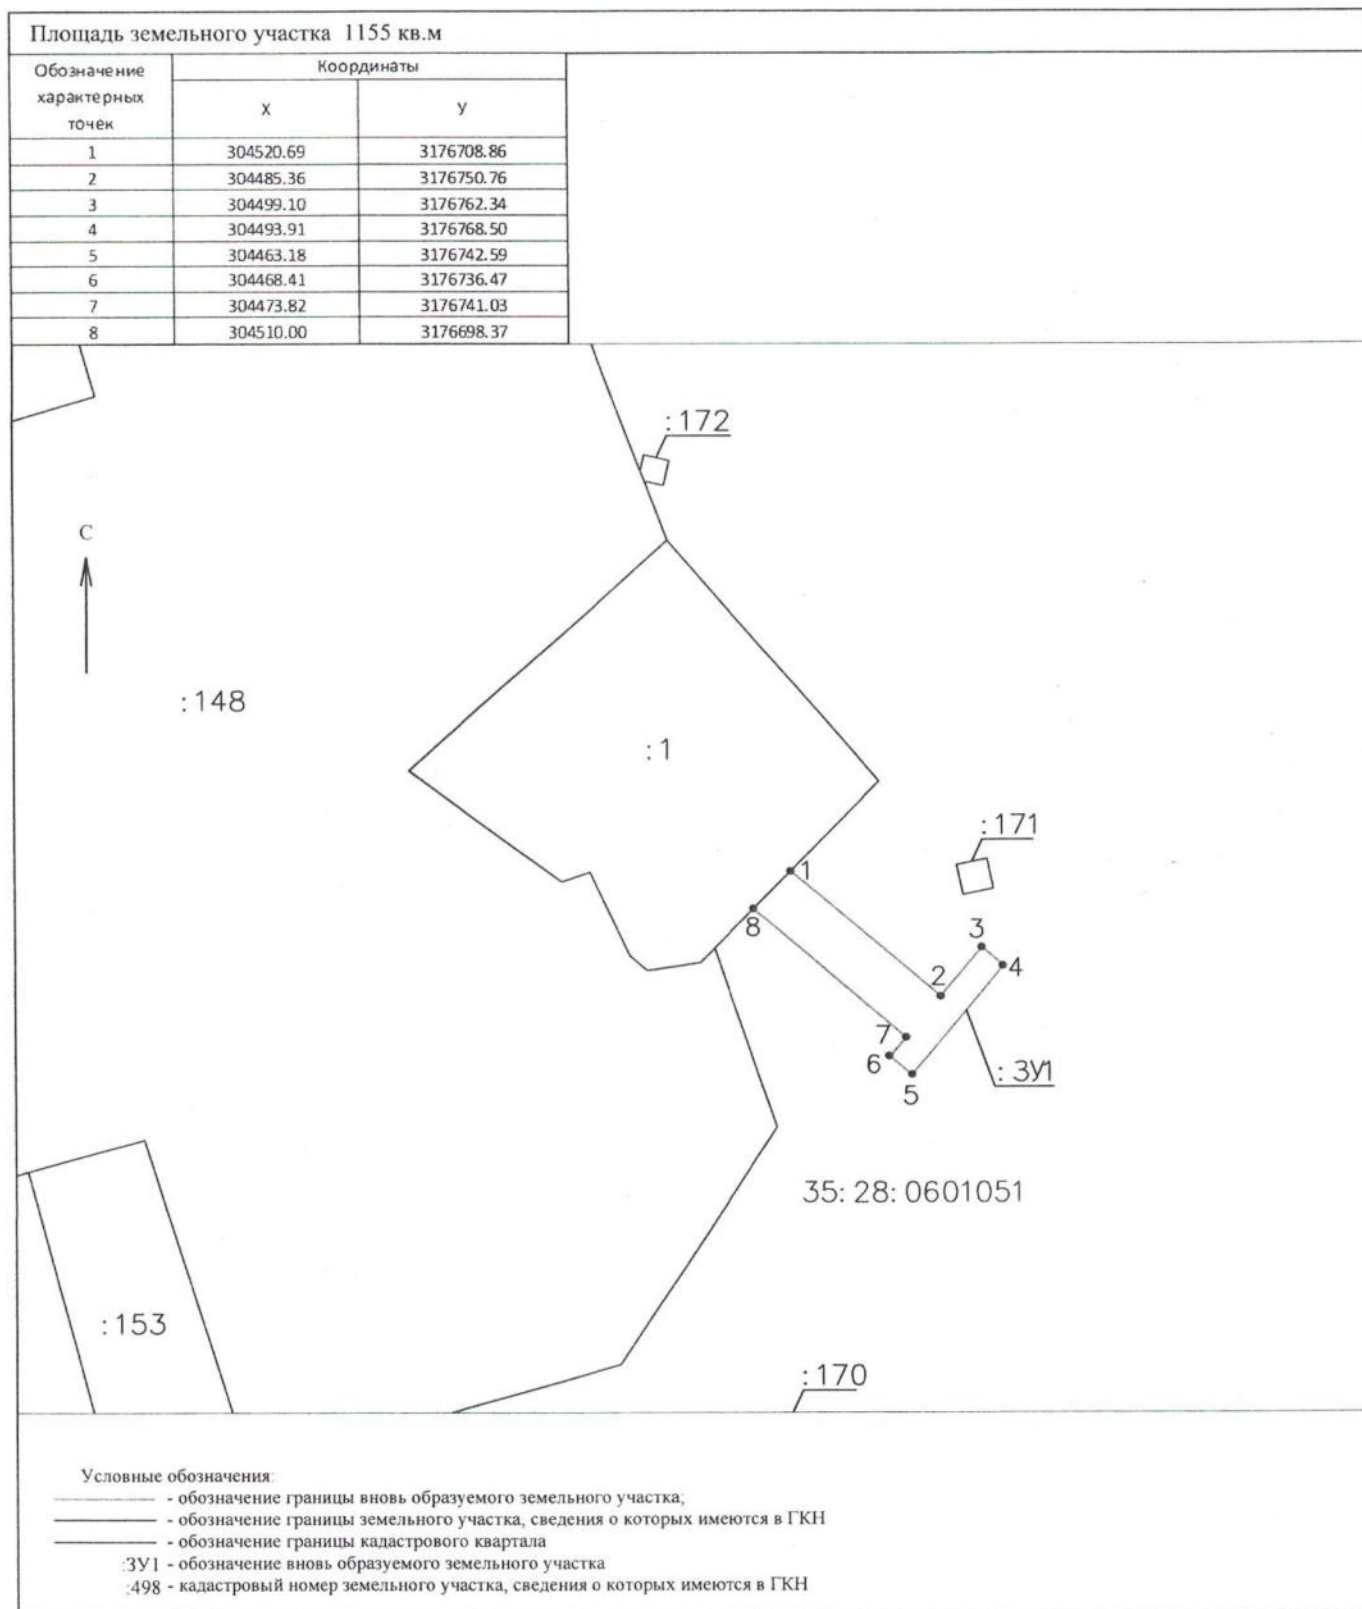 Площадь земельного участка 1155 кв.м
Обозначение характерных точек
Координаты
X
У
1 304520.69 3176708.86
2 304485.36 3176750.76
3 304499.10 3176762.34
4 304493.91 3176768.50
5 304463.18 3176742.59
6 304468.41 3176736.47
7 304473.82 3176741.03
8 304510.00 3176698.37
:172
С
:148
:1
:171
1
8
3
4
2
7
6
5
:ЗУ1
35:28:0601051
:153
:170
Условные обозначения:
- обозначение границы вновь образуемого земельного участка;
- обозначение границы земельного участка, сведения о которых имеются в ГКН
- обозначение границы кадастрового квартала
:ЗУ1 - обозначение вновь образуемого земельного участка
:498 - кадастровый номер земельного участка, сведения о которых имеются в ГКН